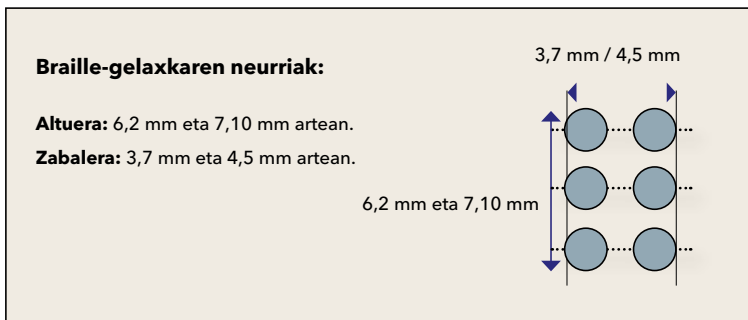 Braille-gelaxkaren neurriak:
Altuera: 6,2 mm eta 7,10 mm artean.
Zabalera: 3,7 mm eta 4,5 mm artean.
3,7 mm / 4,5 mm
6,2 mm eta 7,10 mm